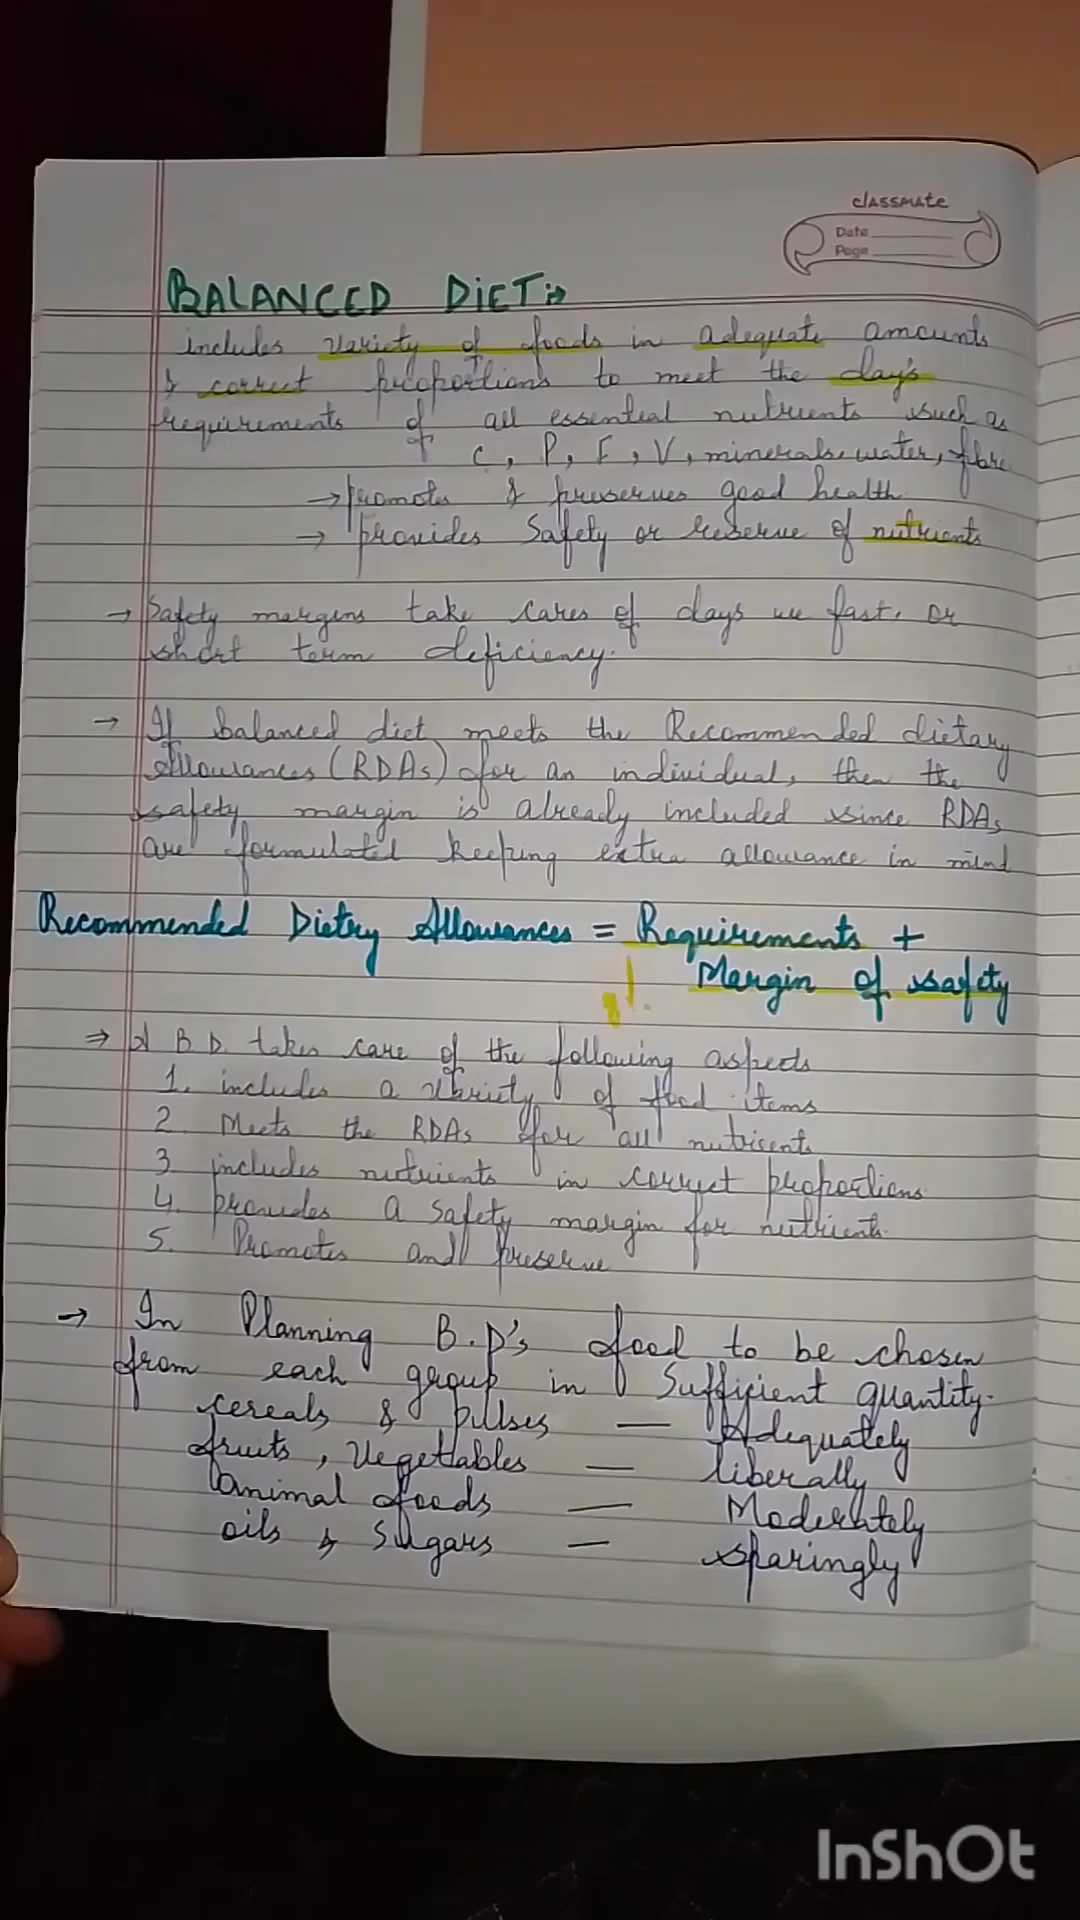 classmate
Date
Page
BALANCED DIET:→
includes variety of foods in adequate amounts
& correct proportions to meet the day's
requirements of all essential nutrients such as
C, P, F, V, minerals, water, fibre
→ promotes & preserves good health
→ provides Safety or reserve of nutrients
→ Safety margins take cares of days we fast, or
short term deficiency.
→ If balanced diet meets the Recommended dietary
Allowances (RDAs) for an individual, then the
safety margin is already included since RDAs
are formulated keeping extra allowance in mind
Recommended Dietry Allowances = Requirements +
Margin of safety
⇒ A B.D. takes care of the following aspects
1. includes a variety of food items
2. Meets the RDAs for all nutrients
3 includes nutrients in correct proportions
4. provides a safety margin for nutrients
5. Promotes and preserve
→ In Planning B.D's food to be chosen
from each group in Sufficient quantity.
cereals & pulses — Adequately
fruits, Vegetables — liberally
animal foods — Moderately
oils & Sugars — sparingly
InShOt